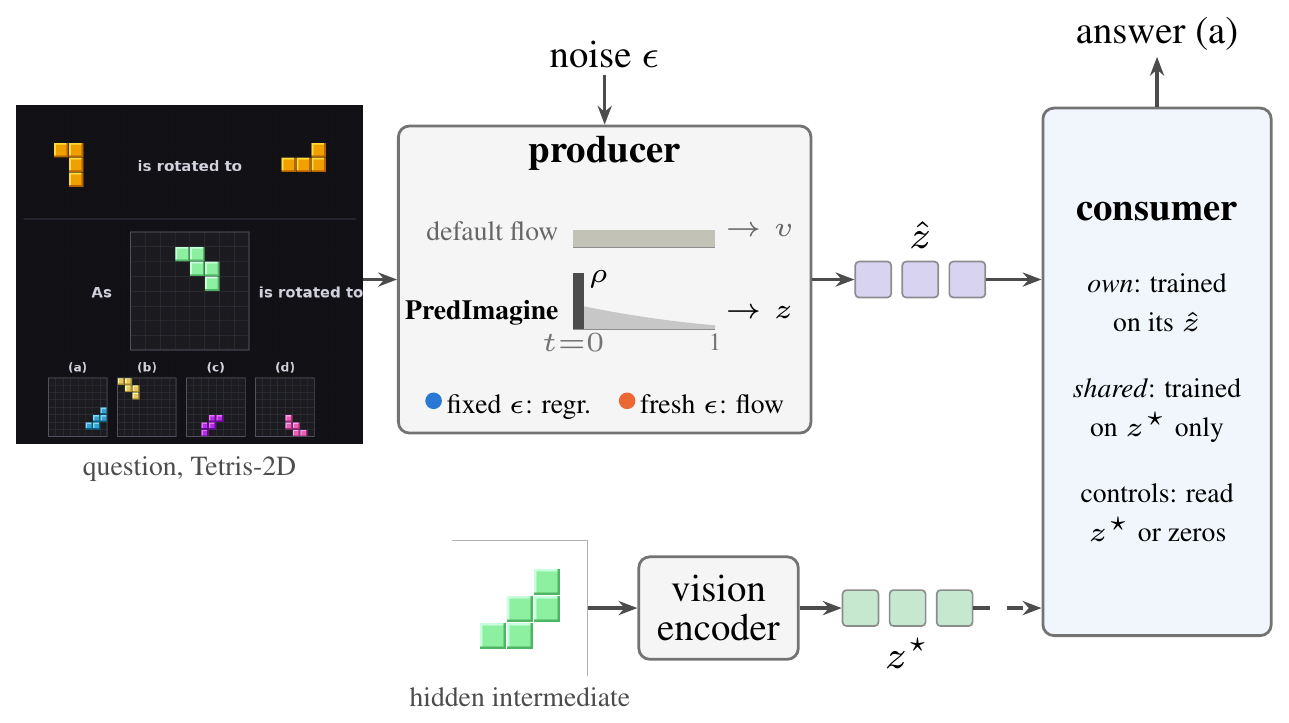 answer (a)
noise ϵ
is rotated to
As
is rotated to
(a)
(b)
(c)
(d)
question, Tetris-2D
producer
default flow → v
ρ
PredImagine → z
t=0
1
fixed ϵ: regr.
fresh ϵ: flow
ẑ
consumer
own: trained
on its ẑ
shared: trained
on z⋆ only
controls: read
z⋆ or zeros
vision
encoder
z⋆
hidden intermediate